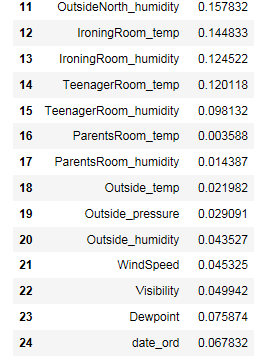 11 OutsideNorth_humidity 0.157832
12 IroningRoom_temp 0.144833
13 IroningRoom_humidity 0.124522
14 TeenagerRoom_temp 0.120118
15 TeenagerRoom_humidity 0.098132
16 ParentsRoom_temp 0.003588
17 ParentsRoom_humidity 0.014387
18 Outside_temp 0.021982
19 Outside_pressure 0.029091
20 Outside_humidity 0.043527
21 WindSpeed 0.045325
22 Visibility 0.049942
23 Dewpoint 0.075874
24 date_ord 0.067832